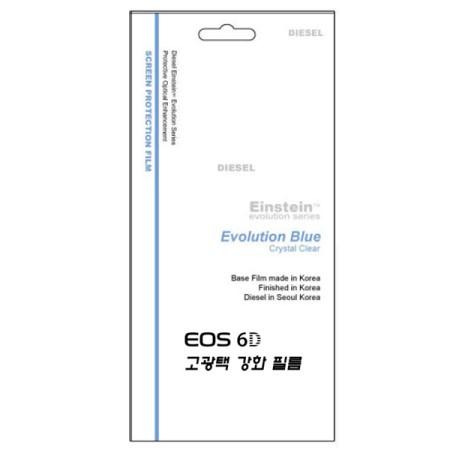 DIESEL
SCREEN PROTECTION FILM
Diesel Einstein™ Evolution Series
Protective Optical Enhancement
DIESEL
Einstein™
evolution series
Evolution Blue
Crystal Clear
Base Film made in Korea
Finished in Korea
Diesel in Seoul Korea
EOS 6D
고광택 강화 필름